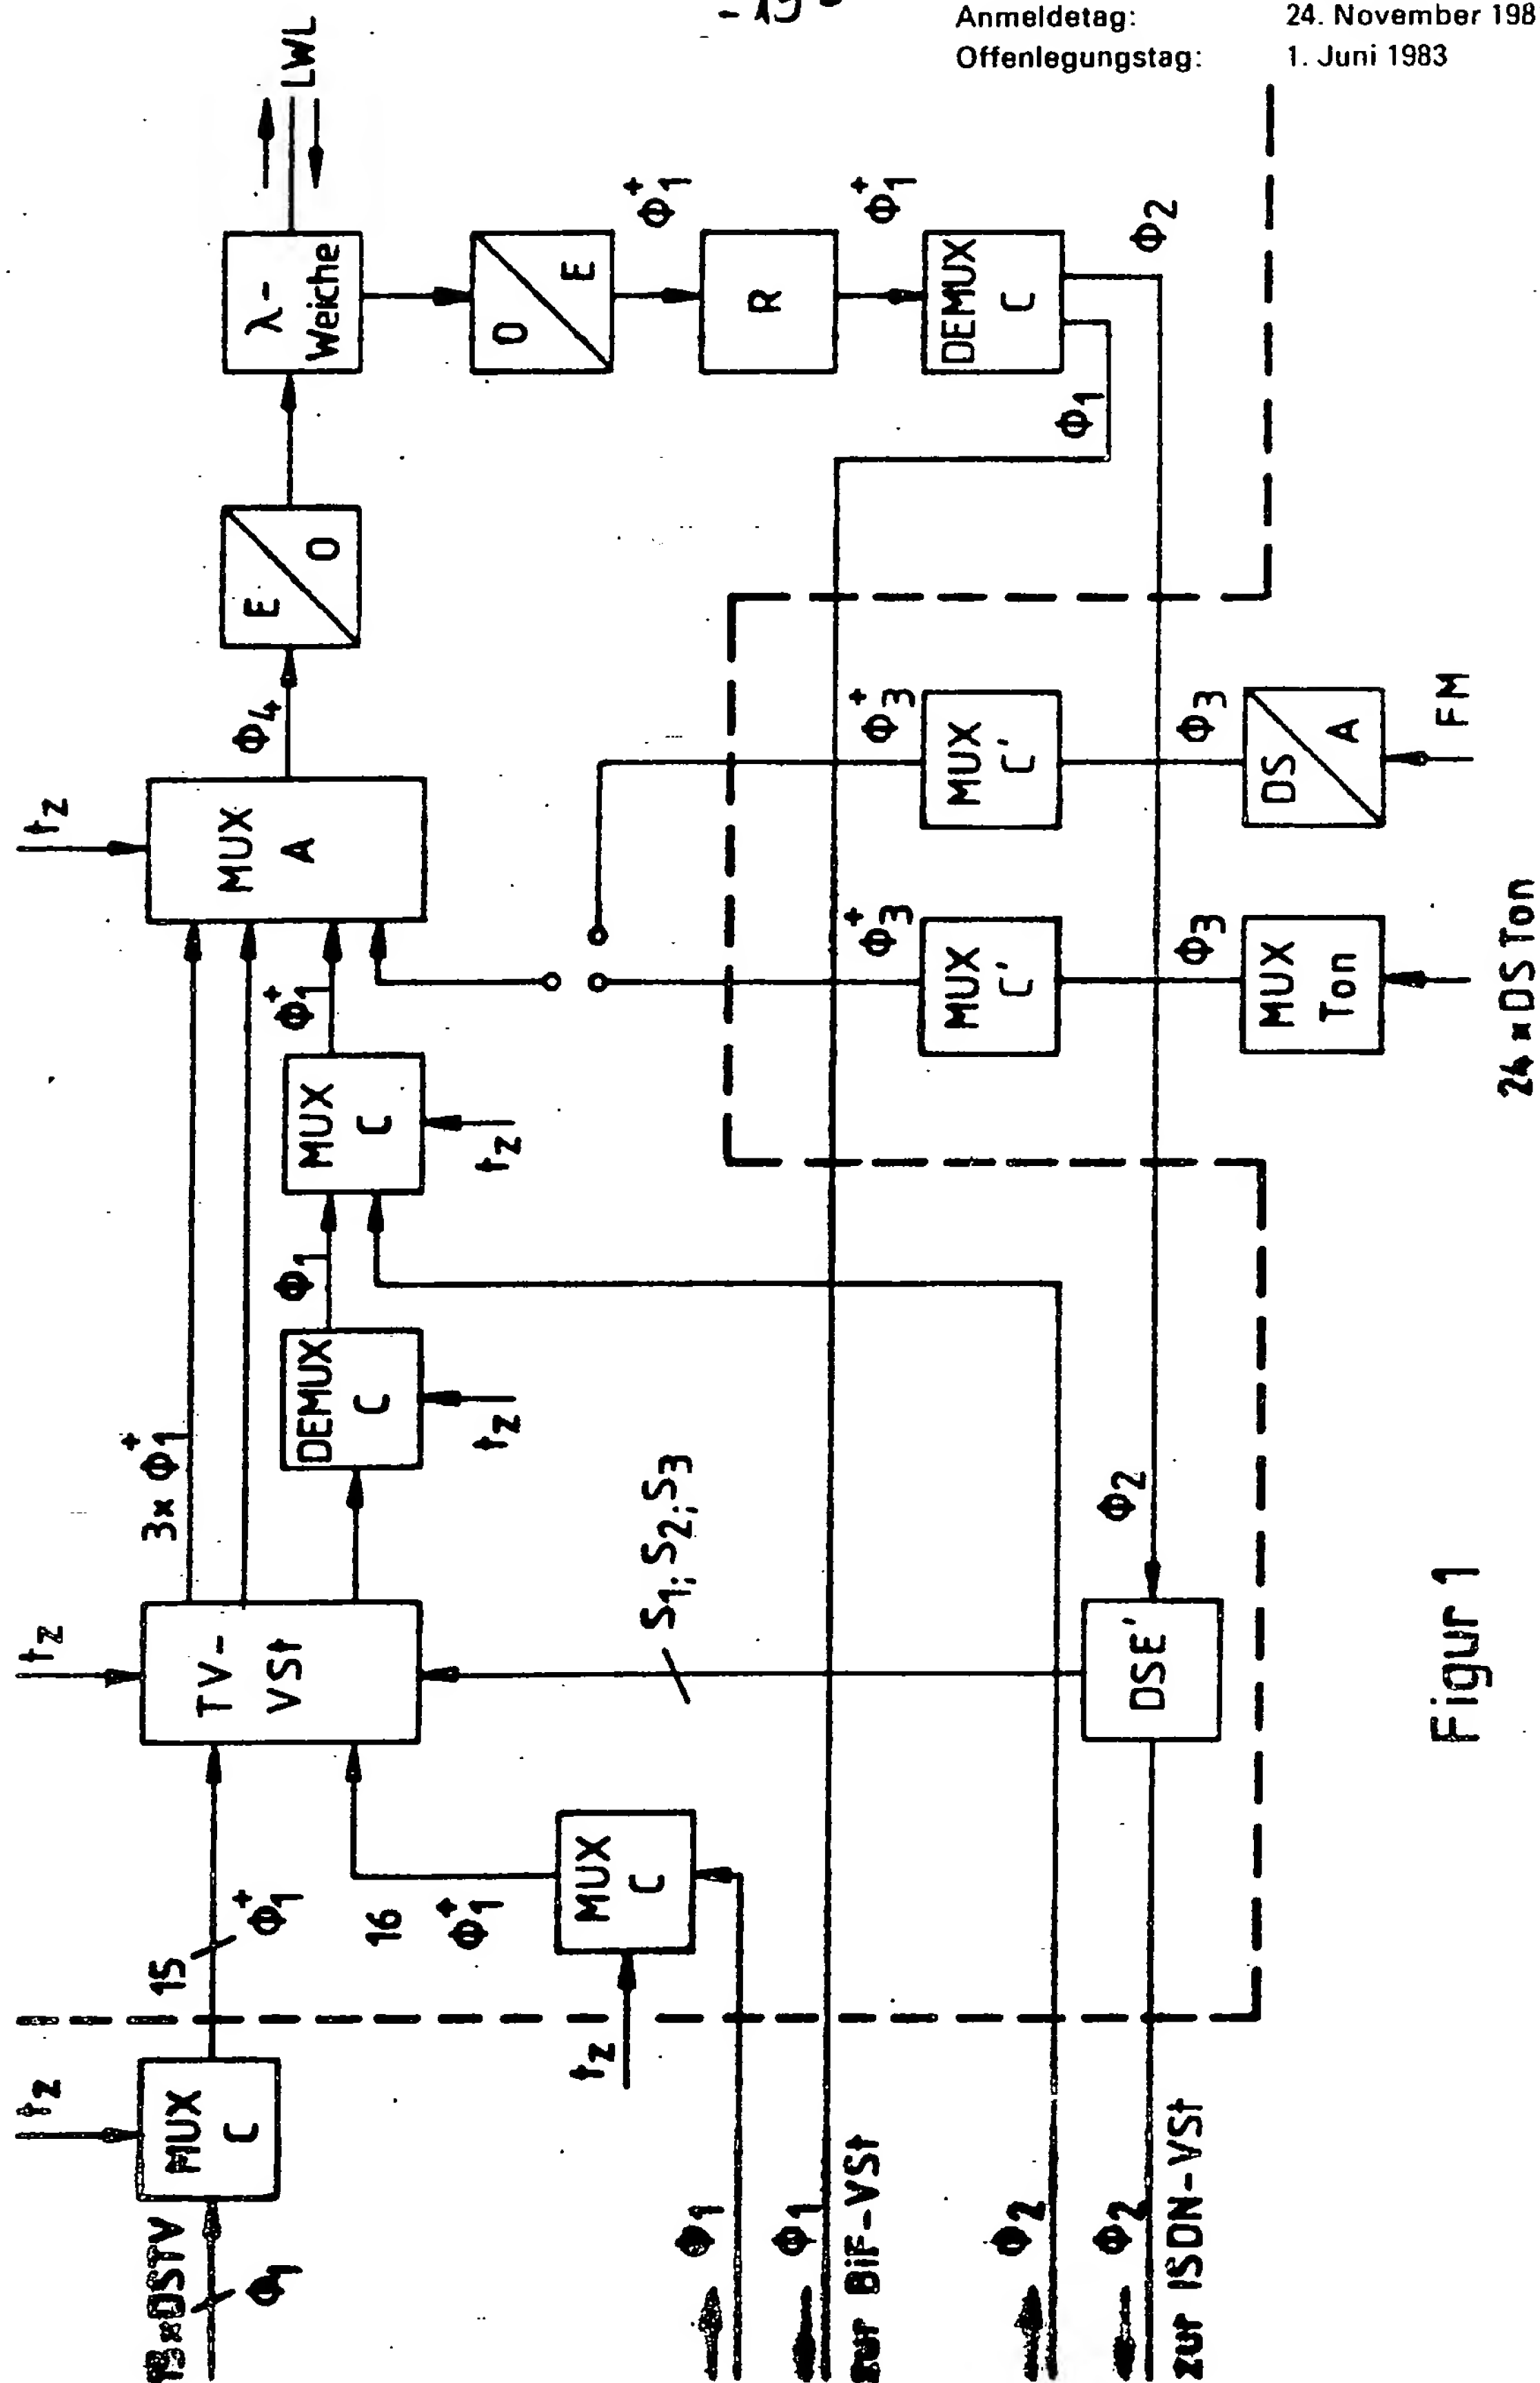 - 19 -
Anmeldetag: 24. November 198
Offenlegungstag: 1. Juni 1983
LWL
λ-
Weiche
O
E
Φ₁⁺
R
Φ₁⁺
DEMUX
C
Φ₁
Φ₂
E
O
Φ₄
tz
MUX
A
Φ₁⁺
MUX
C
tz
Φ₁
DEMUX
C
tz
3x Φ₁⁺
tz
TV-
VSt
S₁; S₂; S₃
Φ₂
DSE'
15
Φ₁⁺
16
Φ₁⁺
MUX
C
tz
tz
MUX
C
DSTV
Φ₁
Φ₁
Φ₁
zur BiF-VSt
Φ₂
Φ₂
zur ISDN-VSt
Φ₃⁺
MUX
C'
Φ₃
DS
A
FM
Φ₃⁺
MUX
C'
Φ₃
MUX
Ton
24 x DS Ton
Figur 1